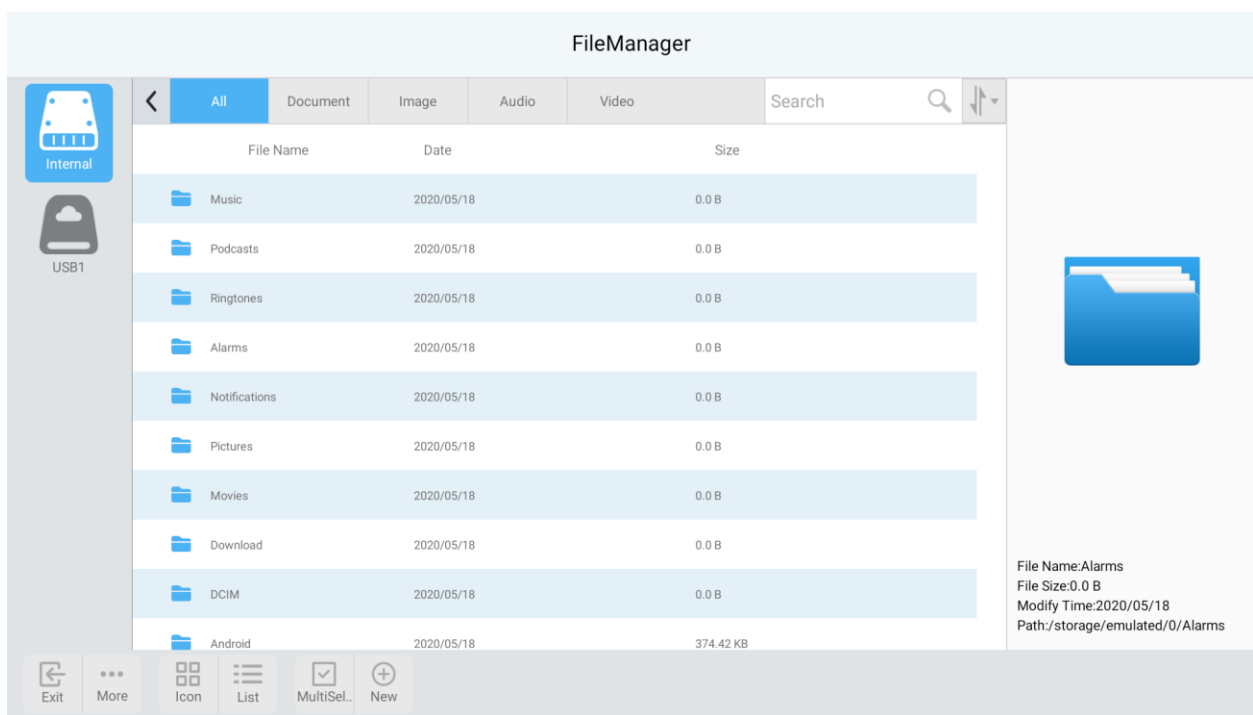 FileManager
Internal
USB1
All Document Image Audio Video Search
File Name Date Size
Music 2020/05/18 0.0 B
Podcasts 2020/05/18 0.0 B
Ringtones 2020/05/18 0.0 B
Alarms 2020/05/18 0.0 B
Notifications 2020/05/18 0.0 B
Pictures 2020/05/18 0.0 B
Movies 2020/05/18 0.0 B
Download 2020/05/18 0.0 B
DCIM 2020/05/18 0.0 B
Android 2020/05/18 374.42 KB
File Name:Alarms
File Size:0.0 B
Modify Time:2020/05/18
Path:/storage/emulated/0/Alarms
Exit More Icon List MultiSel.. New